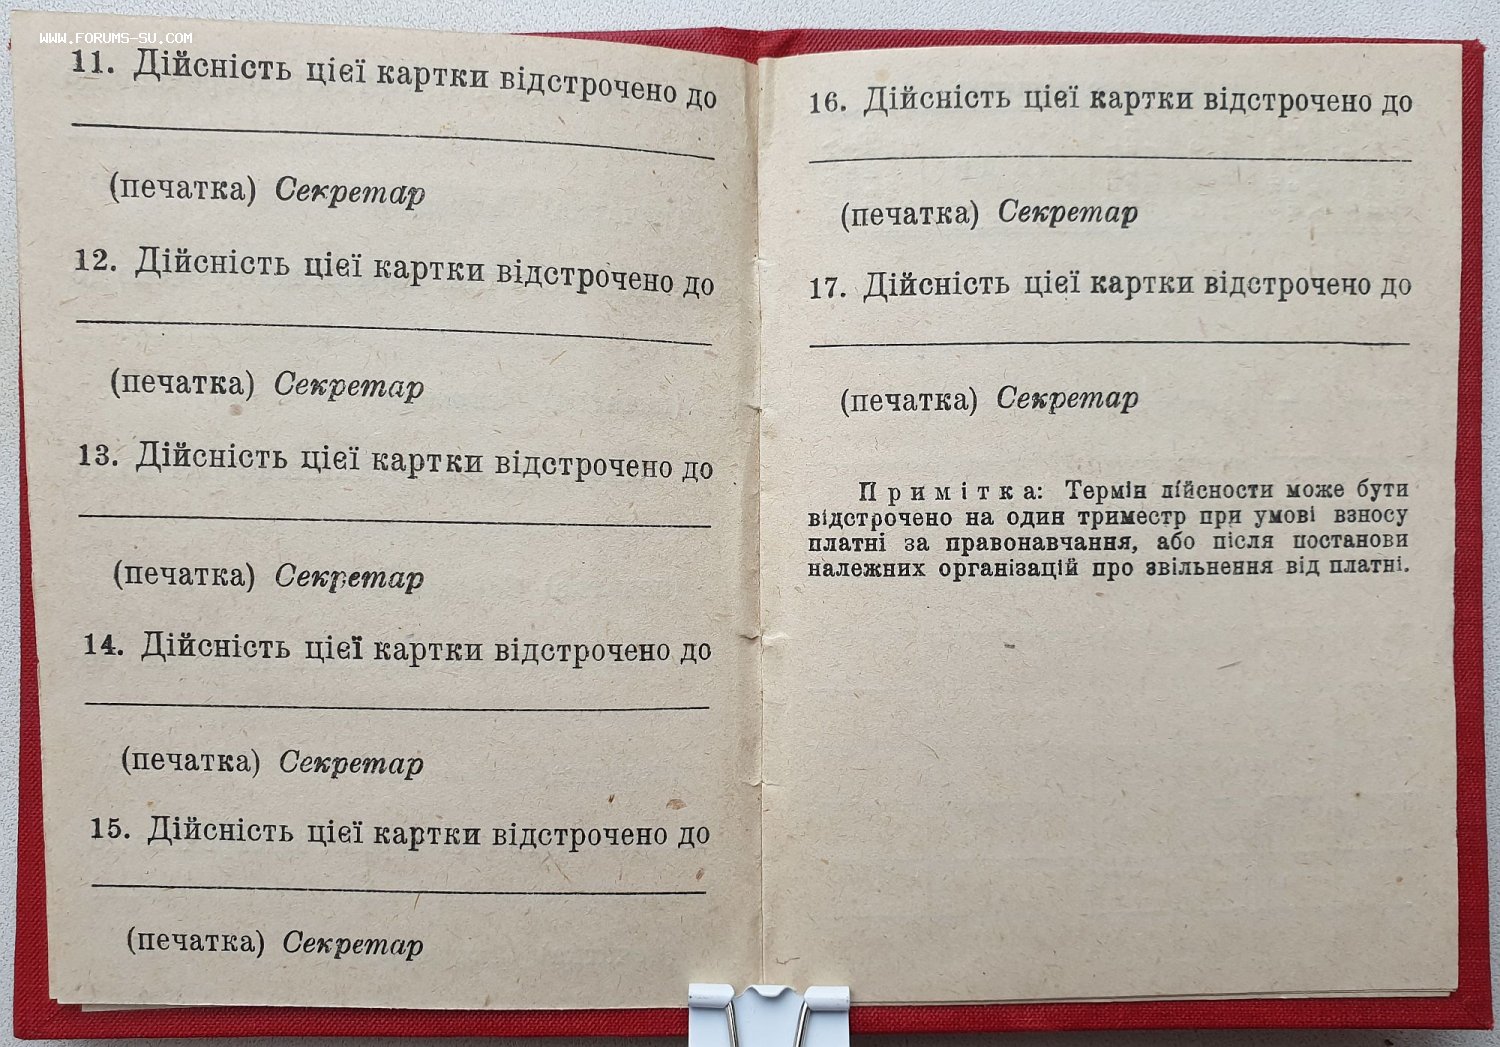 WWW.FORUMS-SU.COM
11. Дійсність цієї картки відстрочено до
(печатка) Секретар
12. Дійсність цієї картки відстрочено до
(печатка) Секретар
13. Дійсність цієї картки відстрочено до
(печатка) Секретар
14. Дійсність цієї картки відстрочено до
(печатка) Секретар
15. Дійсність цієї картки відстрочено до
(печатка) Секретар
16. Дійсність цієї картки відстрочено до
(печатка) Секретар
17. Дійсність цієї картки відстрочено до
(печатка) Секретар
Примітка: Термін дійсности може бути
відстрочено на один триместр при умові взносу
платні за правонавчання, або після постанови
належних організацій про звільнення від платні.